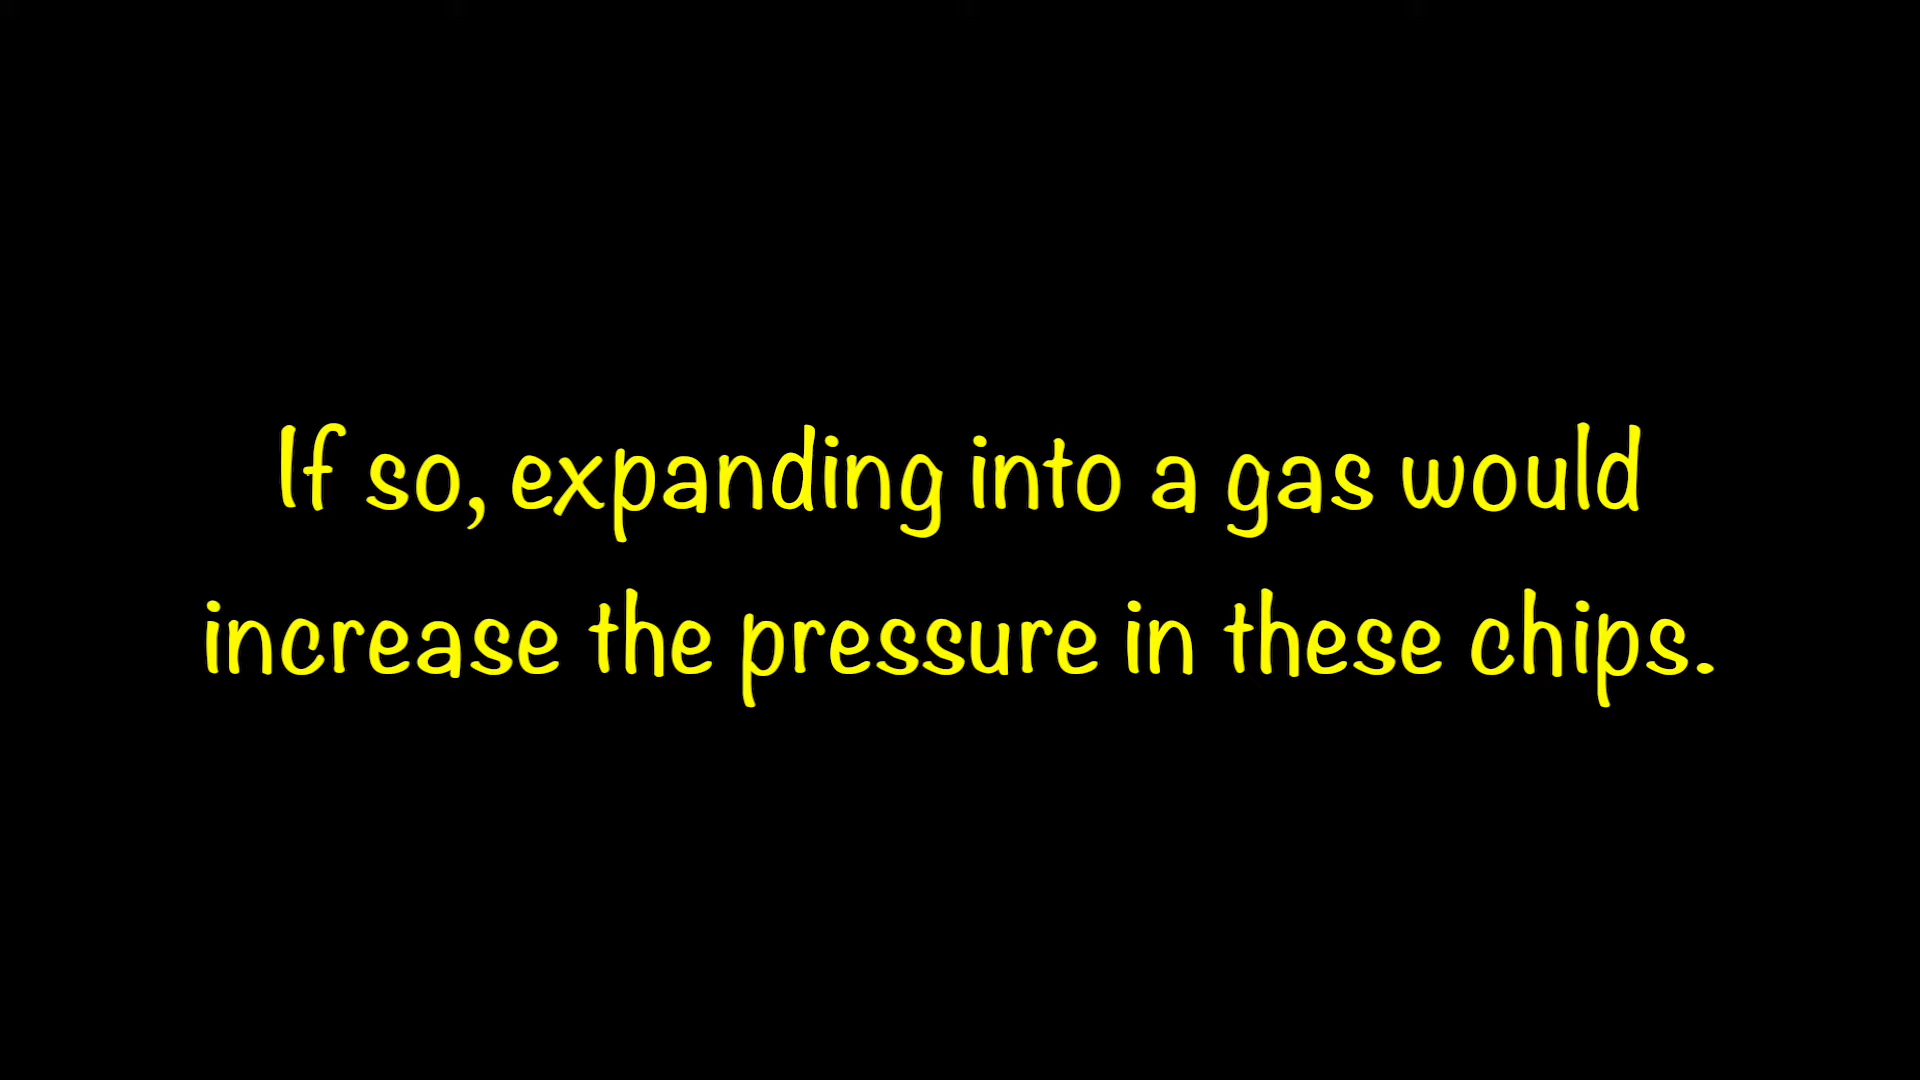 If so, expanding into a gas would
increase the pressure in these chips.